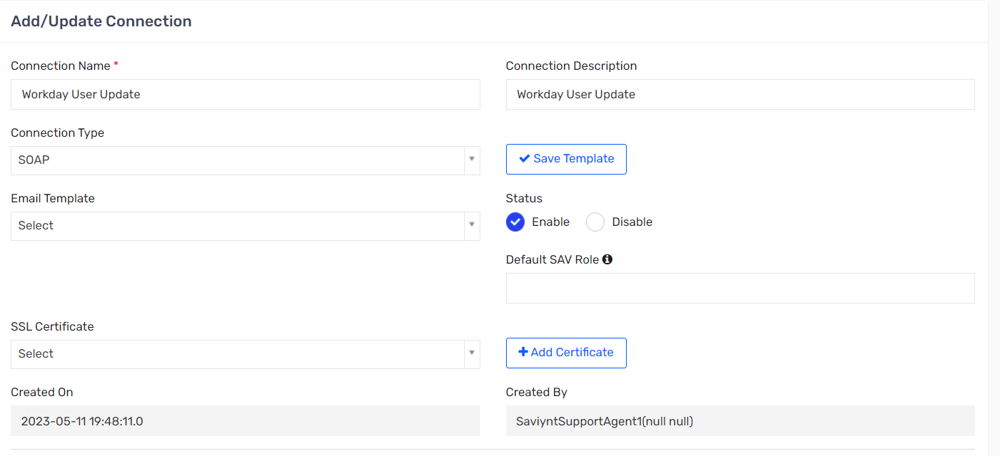 Add/Update Connection
Connection Name *
Connection Description
Workday User Update
Workday User Update
Connection Type
SOAP
Save Template
Email Template
Status
Select
Enable
Disable
Default SAV Role
SSL Certificate
Select
Add Certificate
Created On
Created By
2023-05-11 19:48:11.0
SaviyntSupportAgent1(null null)